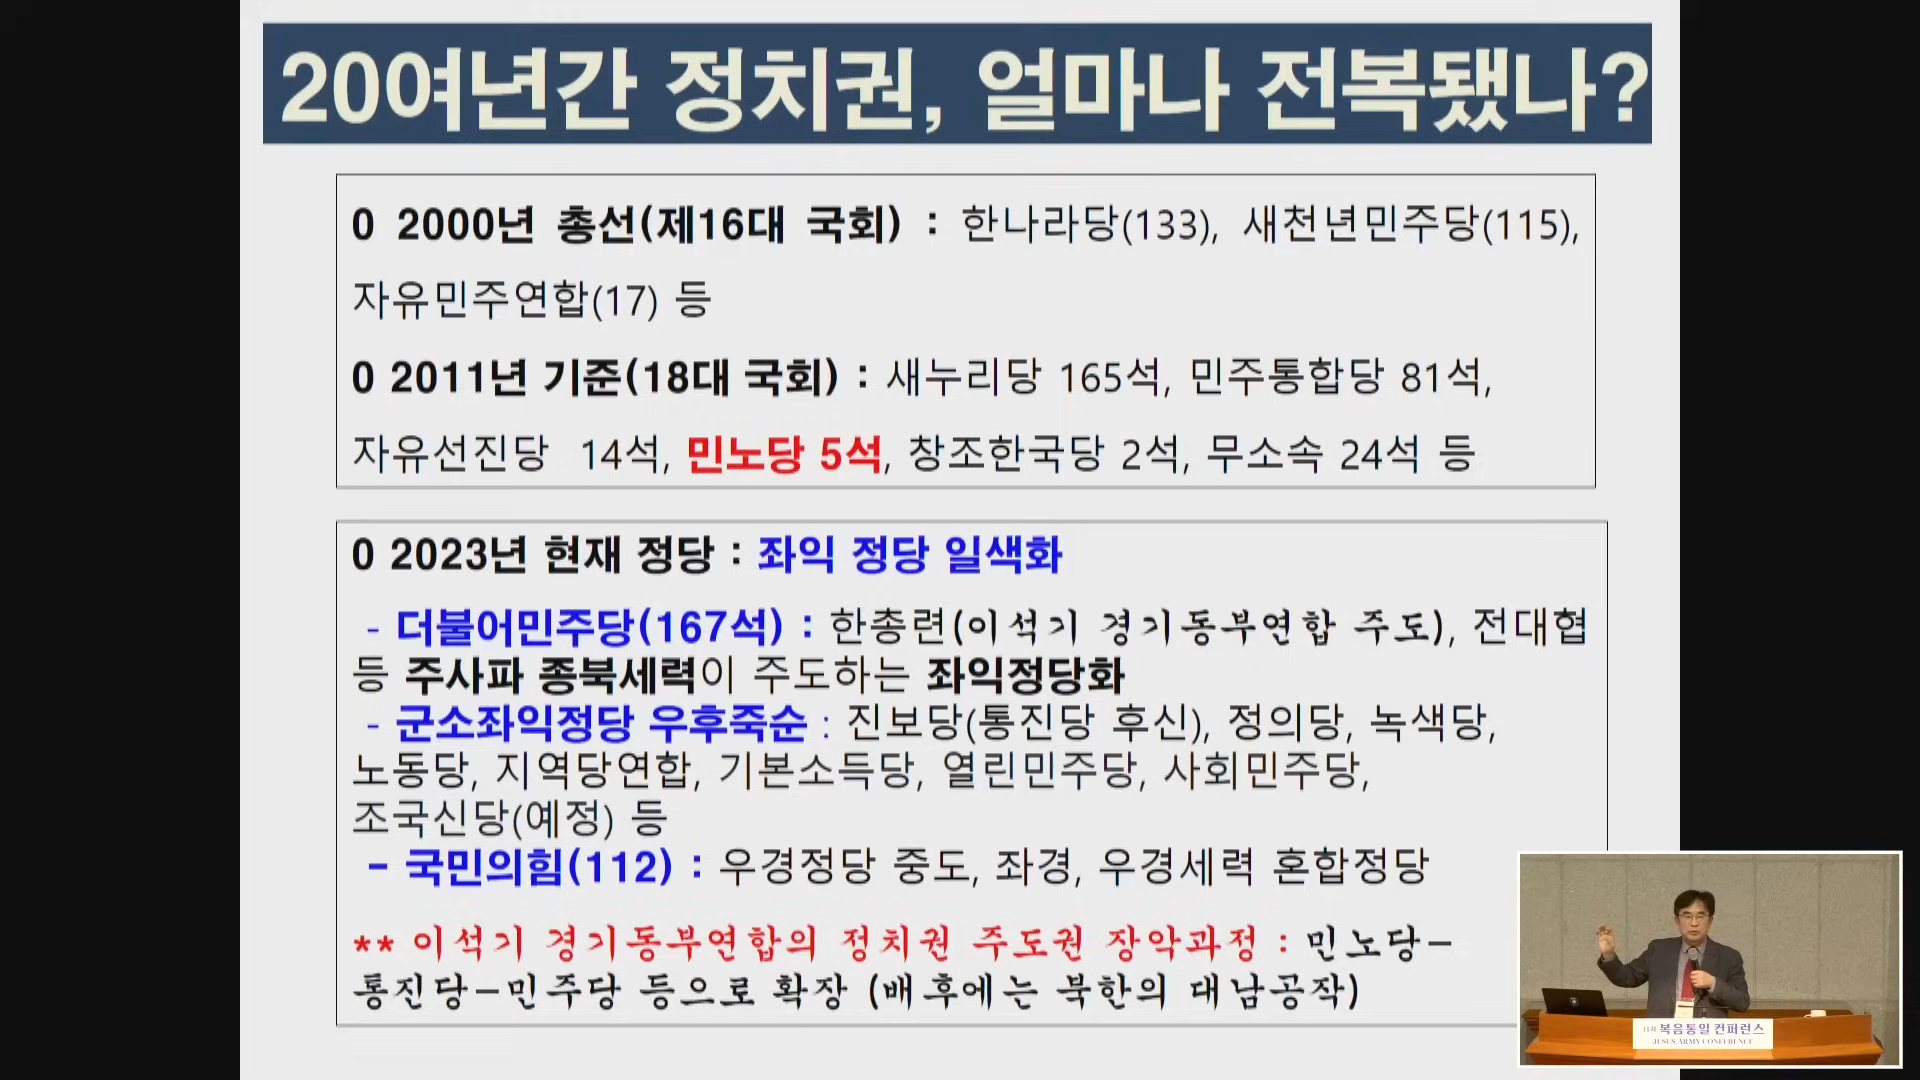 20여년간 정치권, 얼마나 전복됐나?
0 2000년 총선(제16대 국회) : 한나라당(133), 새천년민주당(115),
자유민주연합(17) 등
0 2011년 기준(18대 국회) : 새누리당 165석, 민주통합당 81석,
자유선진당 14석, 민노당 5석, 창조한국당 2석, 무소속 24석 등
0 2023년 현재 정당 : 좌익 정당 일색화
- 더불어민주당(167석) : 한총련(이석기 경기동부연합 주도), 전대협
등 주사파 종북세력이 주도하는 좌익정당화
- 군소좌익정당 우후죽순 : 진보당(통진당 후신), 정의당, 녹색당,
노동당, 지역당연합, 기본소득당, 열린민주당, 사회민주당,
조국신당(예정) 등
- 국민의힘(112) : 우경정당 중도, 좌경, 우경세력 혼합정당
** 이석기 경기동부연합의 정치권 주도권 장악과정 : 민노당-
통진당-민주당 등으로 확장 (배후에는 북한의 대남공작)
복음통일 컨퍼런스
JESUS ARMY CONFERENCE